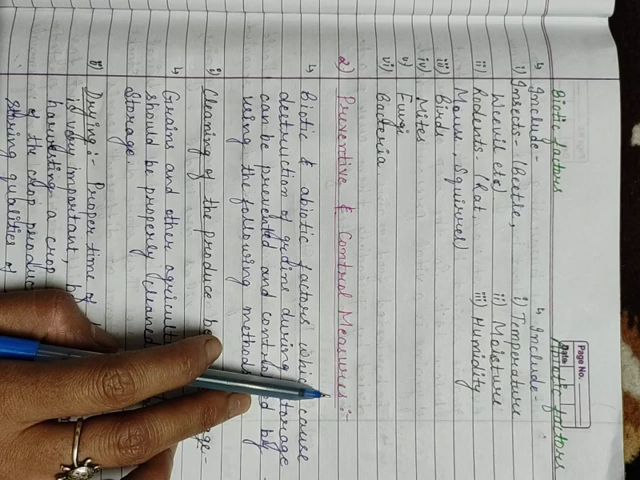 Page No.
Date
Biotic factors
Abiotic factors
↳ Include-
i) Insects- (Beetle,
Weevil etc)
ii) Rodents- (Rat,
Mouse, Squirrel)
iii) Birds
iv) Mites
v) Fungi
vi) Bacteria
↳ Include-
i) Temperature
ii) Moisture
iii) Humidity
2) Preventive & Control Measures:-
↳ Biotic & abiotic factors which cause
destruction of grains during storage
can be prevented and controlled by
using the following methods
i) Cleaning of the produce
↳ Grains and other
should be properly cleaned
storage.
ii) Drying:- Proper time of
is very important,
harvesting a crop
of the crop
storing qualities of